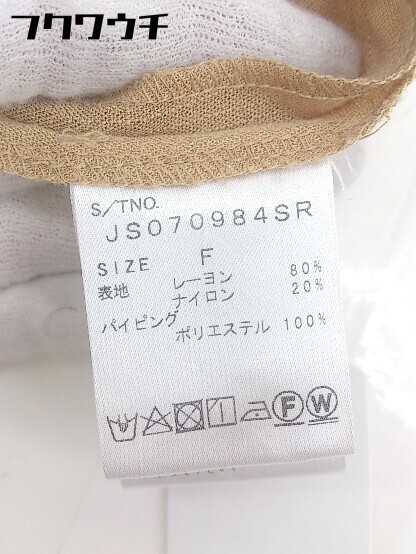 フクワウチ
S/TNO.
JS070984SR
SIZE F
表地 レーヨン 80%
ナイロン 20%
パイピング ポリエステル 100%
F W